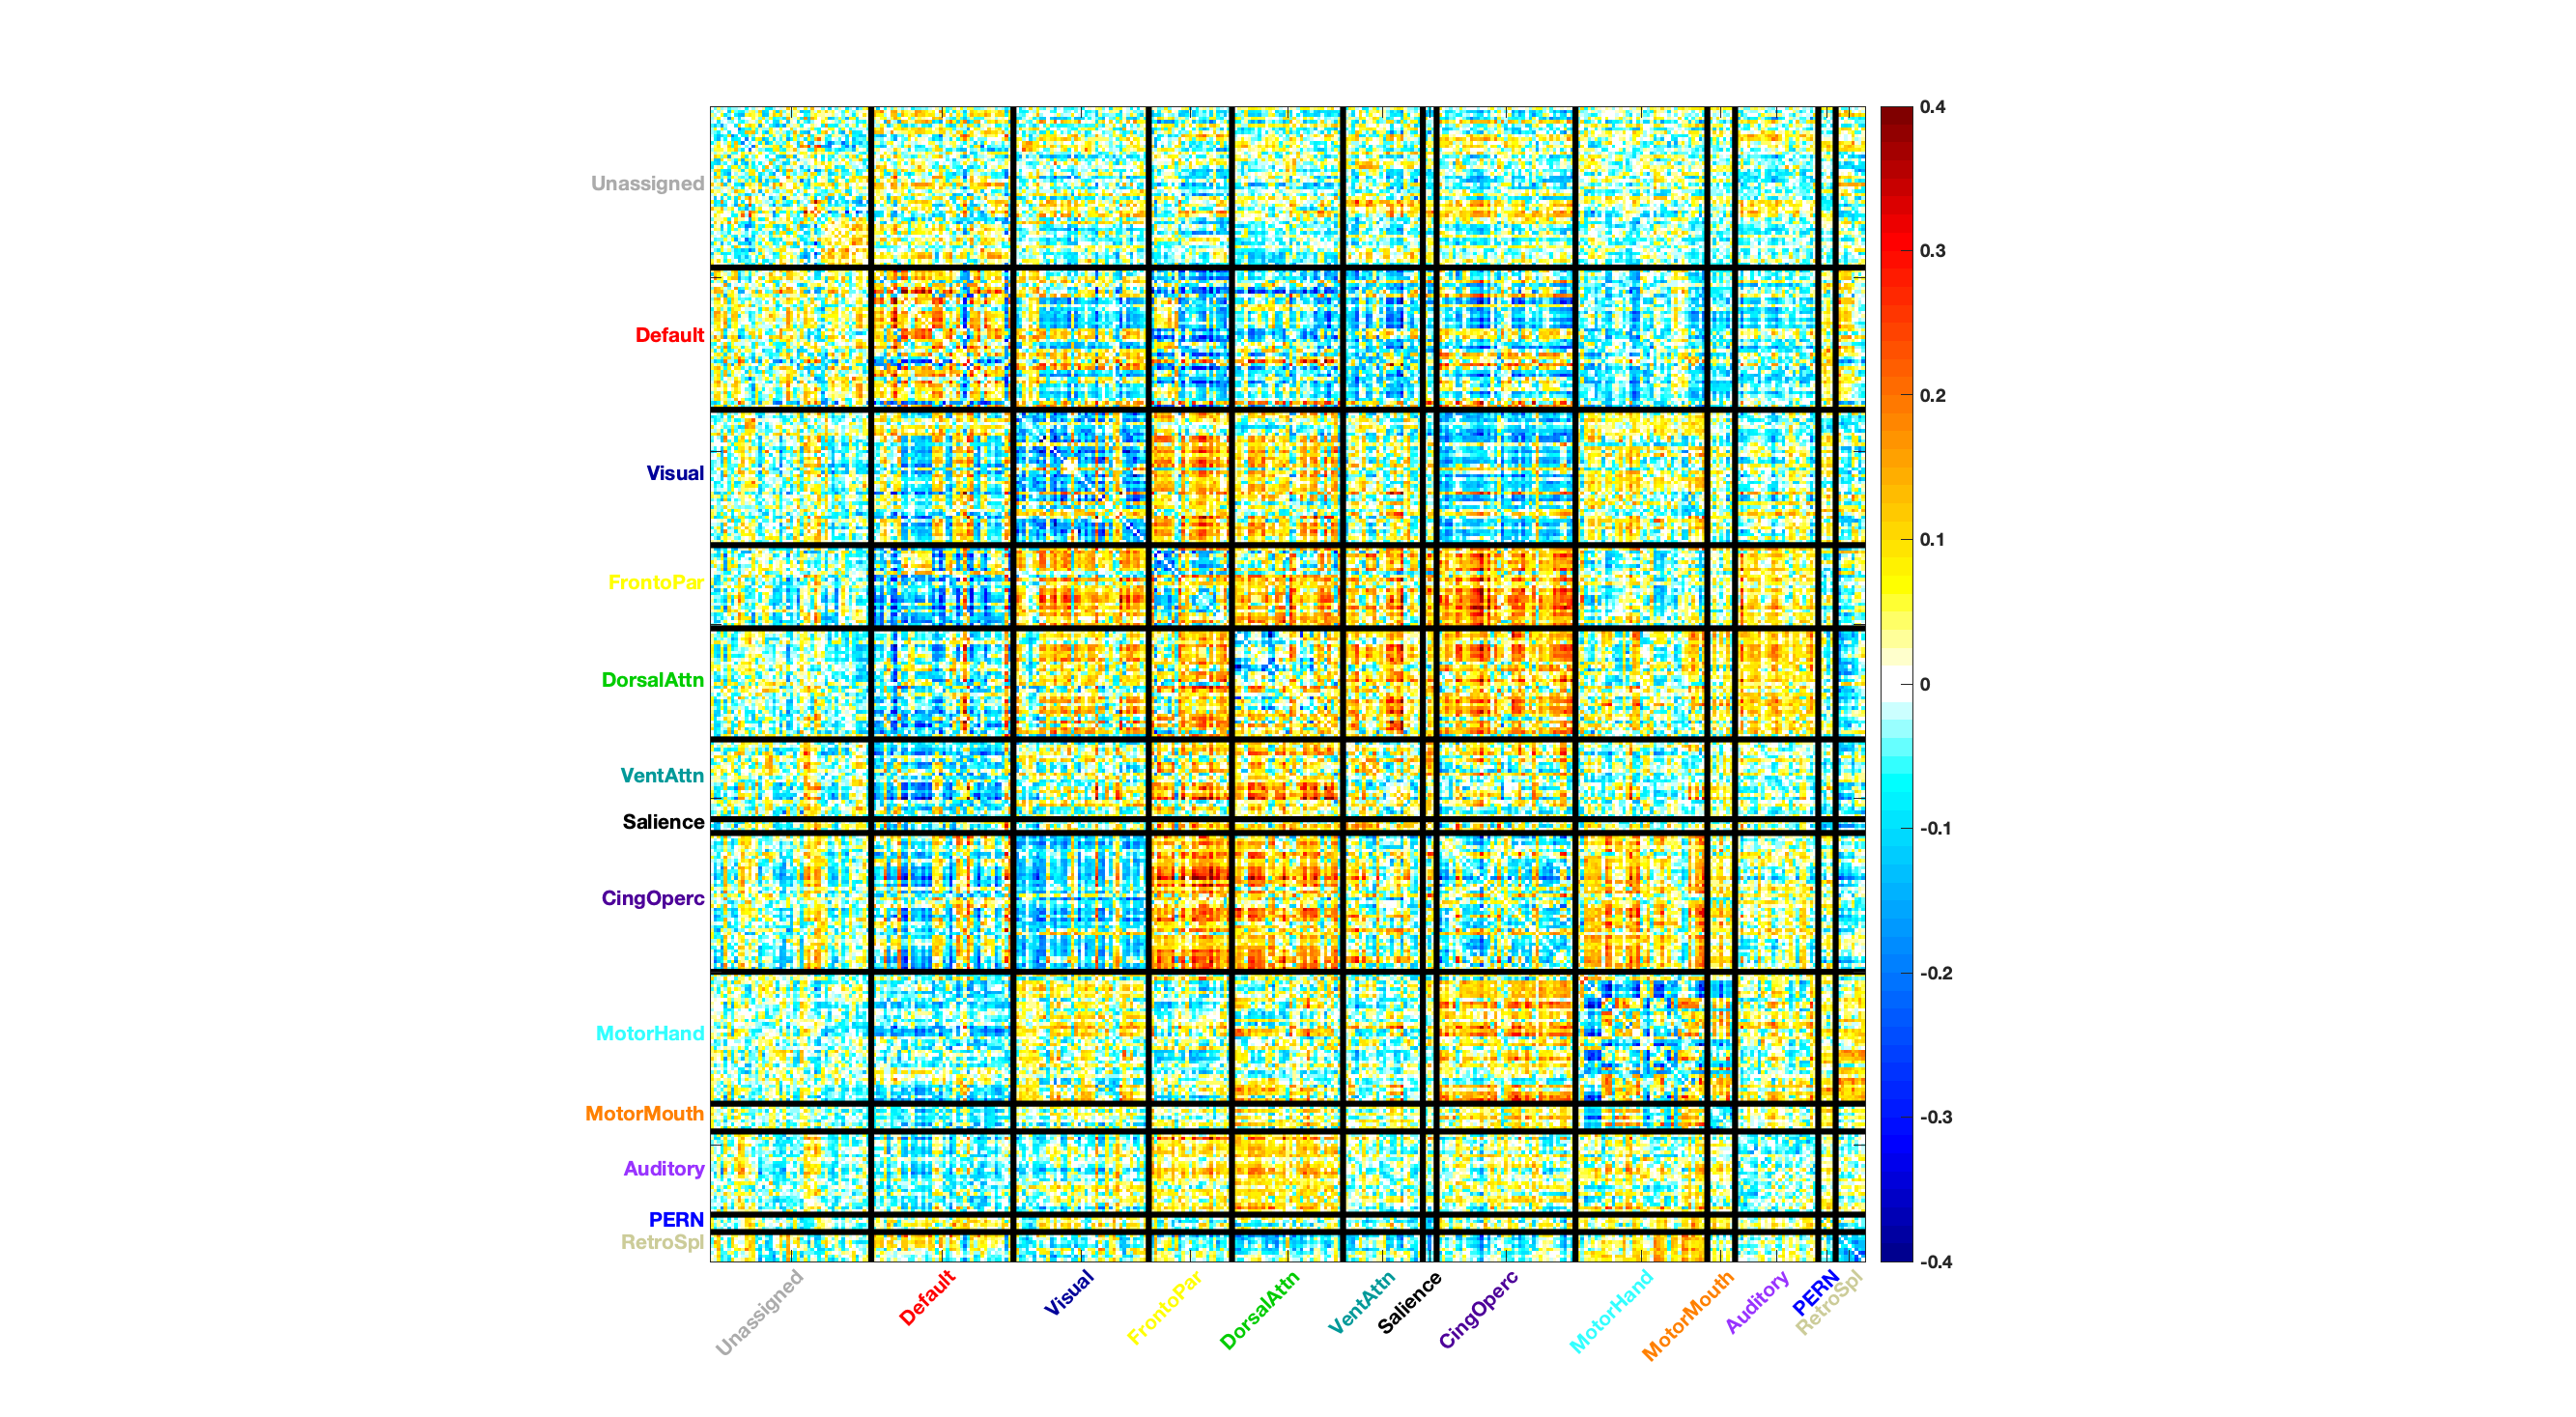 Unassigned
Default
Visual
FrontoPar
DorsalAttn
VentAttn
Salience
CingOperc
MotorHand
MotorMouth
Auditory
PERN
RetroSpl
Unassigned
Default
Visual
FrontoPar
DorsalAttn
VentAttn
Salience
CingOperc
MotorHand
MotorMouth
Auditory
PERN
RetroSpl
0.4
0.3
0.2
0.1
0
-0.1
-0.2
-0.3
-0.4